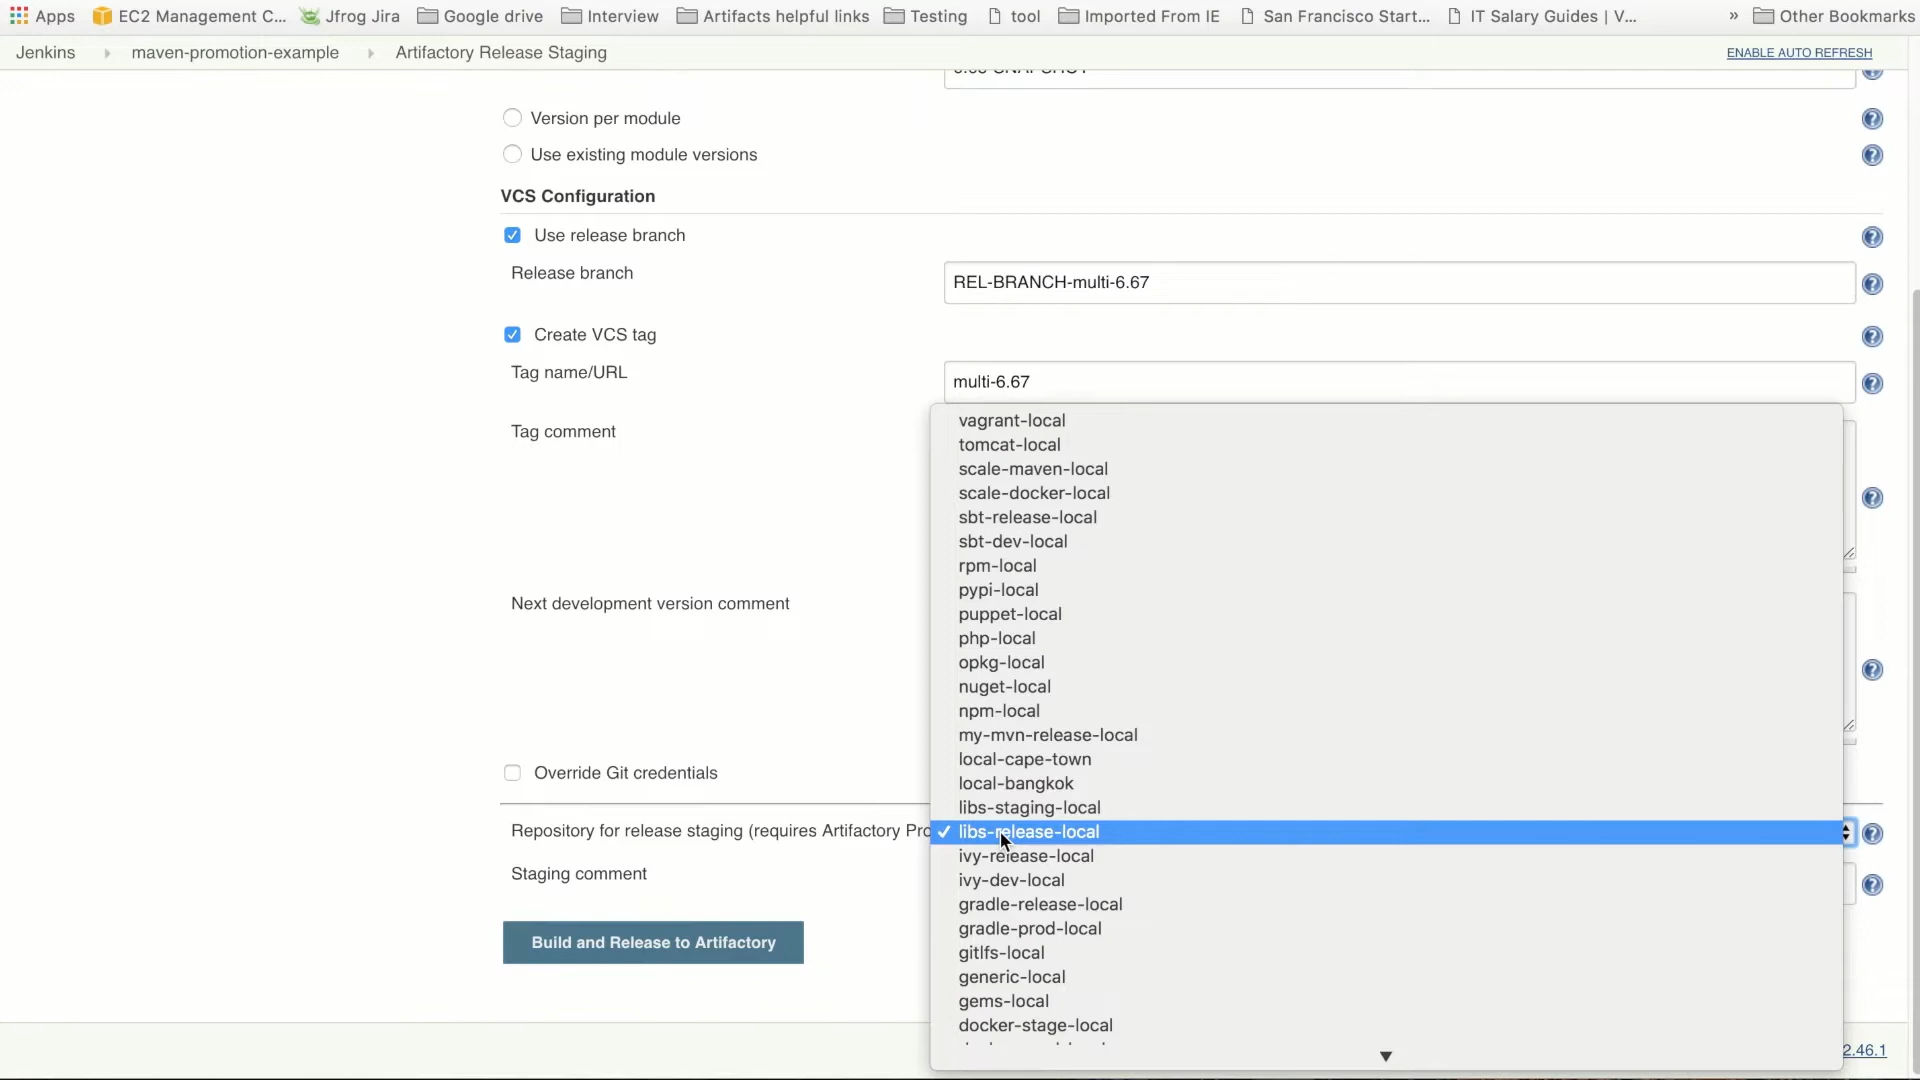 Apps EC2 Management C... Jfrog Jira Google drive Interview Artifacts helpful links Testing tool Imported From IE San Francisco Start... IT Salary Guides | V... » Other Bookmarks
Jenkins maven-promotion-example Artifactory Release Staging ENABLE AUTO REFRESH
Version per module
Use existing module versions
VCS Configuration
Use release branch
Release branch REL-BRANCH-multi-6.67
Create VCS tag
Tag name/URL multi-6.67
Tag comment
Next development version comment
Override Git credentials
Repository for release staging (requires Artifactory Pro
Staging comment
Build and Release to Artifactory
vagrant-local
tomcat-local
scale-maven-local
scale-docker-local
sbt-release-local
sbt-dev-local
rpm-local
pypi-local
puppet-local
php-local
opkg-local
nuget-local
npm-local
my-mvn-release-local
local-cape-town
local-bangkok
libs-staging-local
libs-release-local
ivy-release-local
ivy-dev-local
gradle-release-local
gradle-prod-local
gitlfs-local
generic-local
gems-local
docker-stage-local
2.46.1